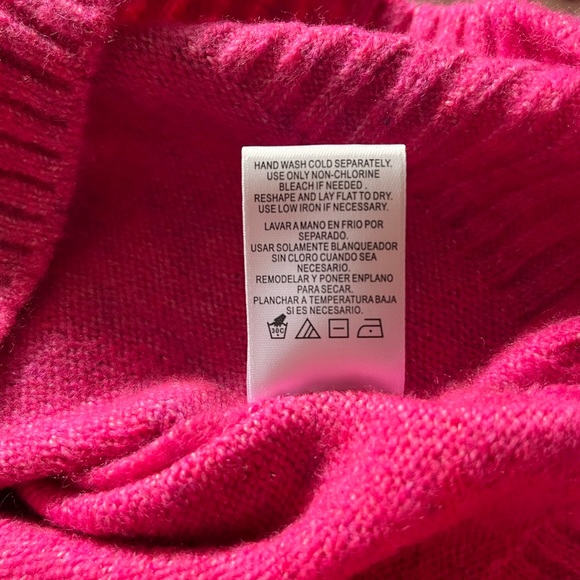 HAND WASH COLD SEPARATELY.
USE ONLY NON-CHLORINE
BLEACH IF NEEDED .
RESHAPE AND LAY FLAT TO DRY.
USE LOW IRON IF NECESSARY.
LAVAR A MANO EN FRIO POR
SEPARADO.
USAR SOLAMENTE BLANQUEADOR
SIN CLORO CUANDO SEA
NECESARIO.
REMODELAR Y PONER ENPLANO
PARA SECAR.
PLANCHAR A TEMPERATURA BAJA
SI ES NECESARIO.
30C